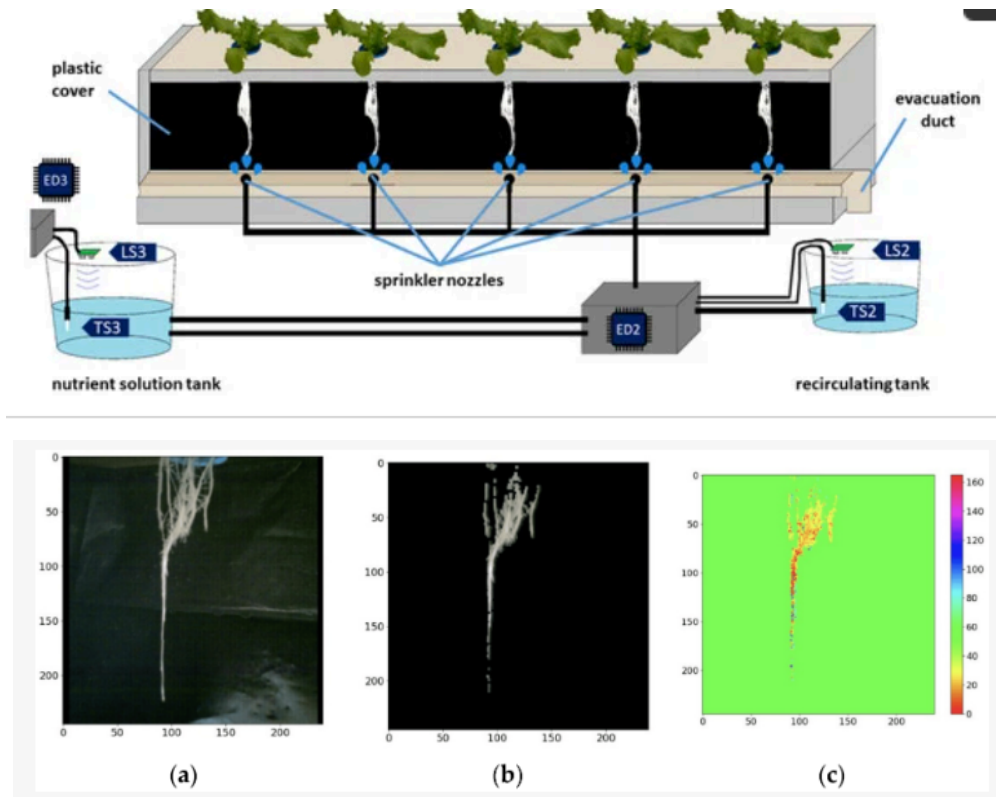 plastic
cover
evacuation
duct
ED3
LS3
LS2
sprinkler nozzles
TS3
ED2
TS2
nutrient solution tank
recirculating tank
0
50
100
150
200
0 50 100 150 200
(a)
0
50
100
150
200
0 50 100 150 200
(b)
0
50
100
150
200
0 100 200
160
140
120
100
80
60
40
20
0
(c)